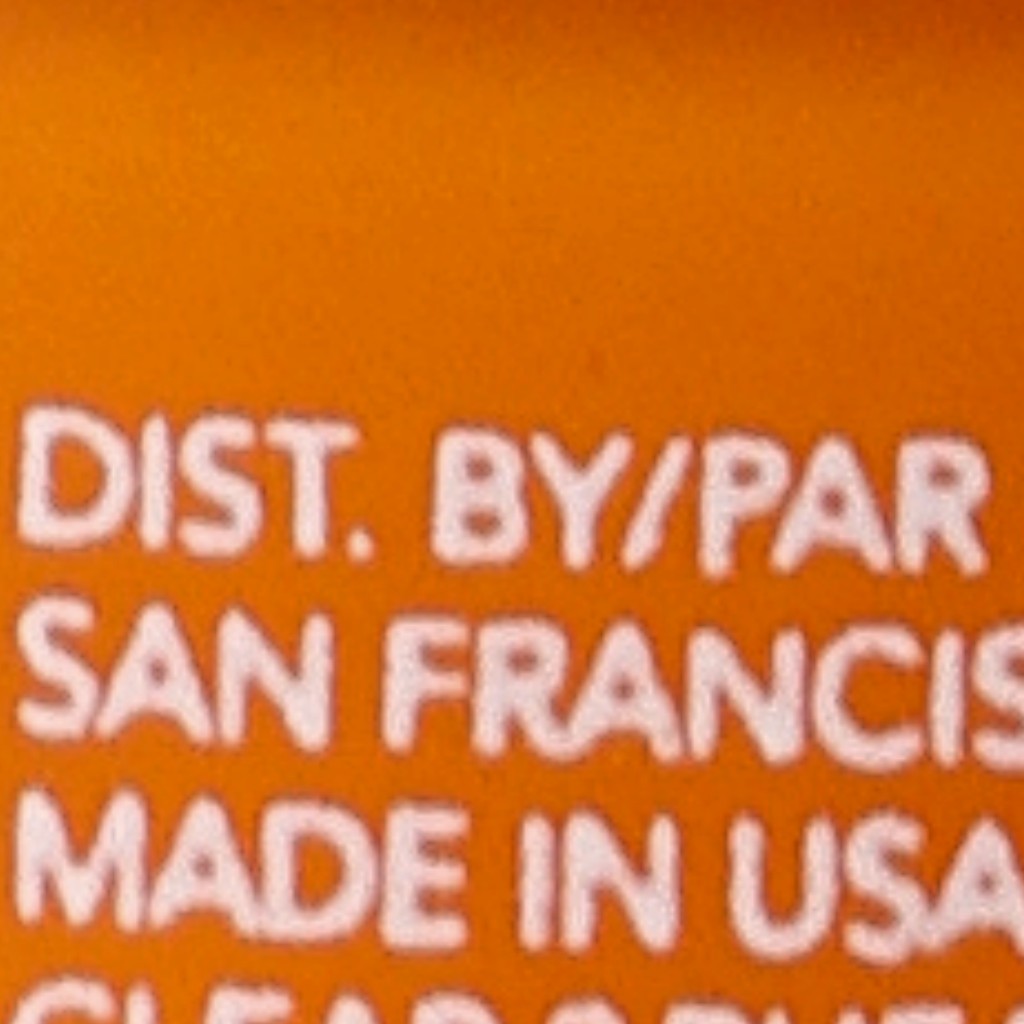 DIST. BY/PAR
SAN FRANCIS
MADE IN USA